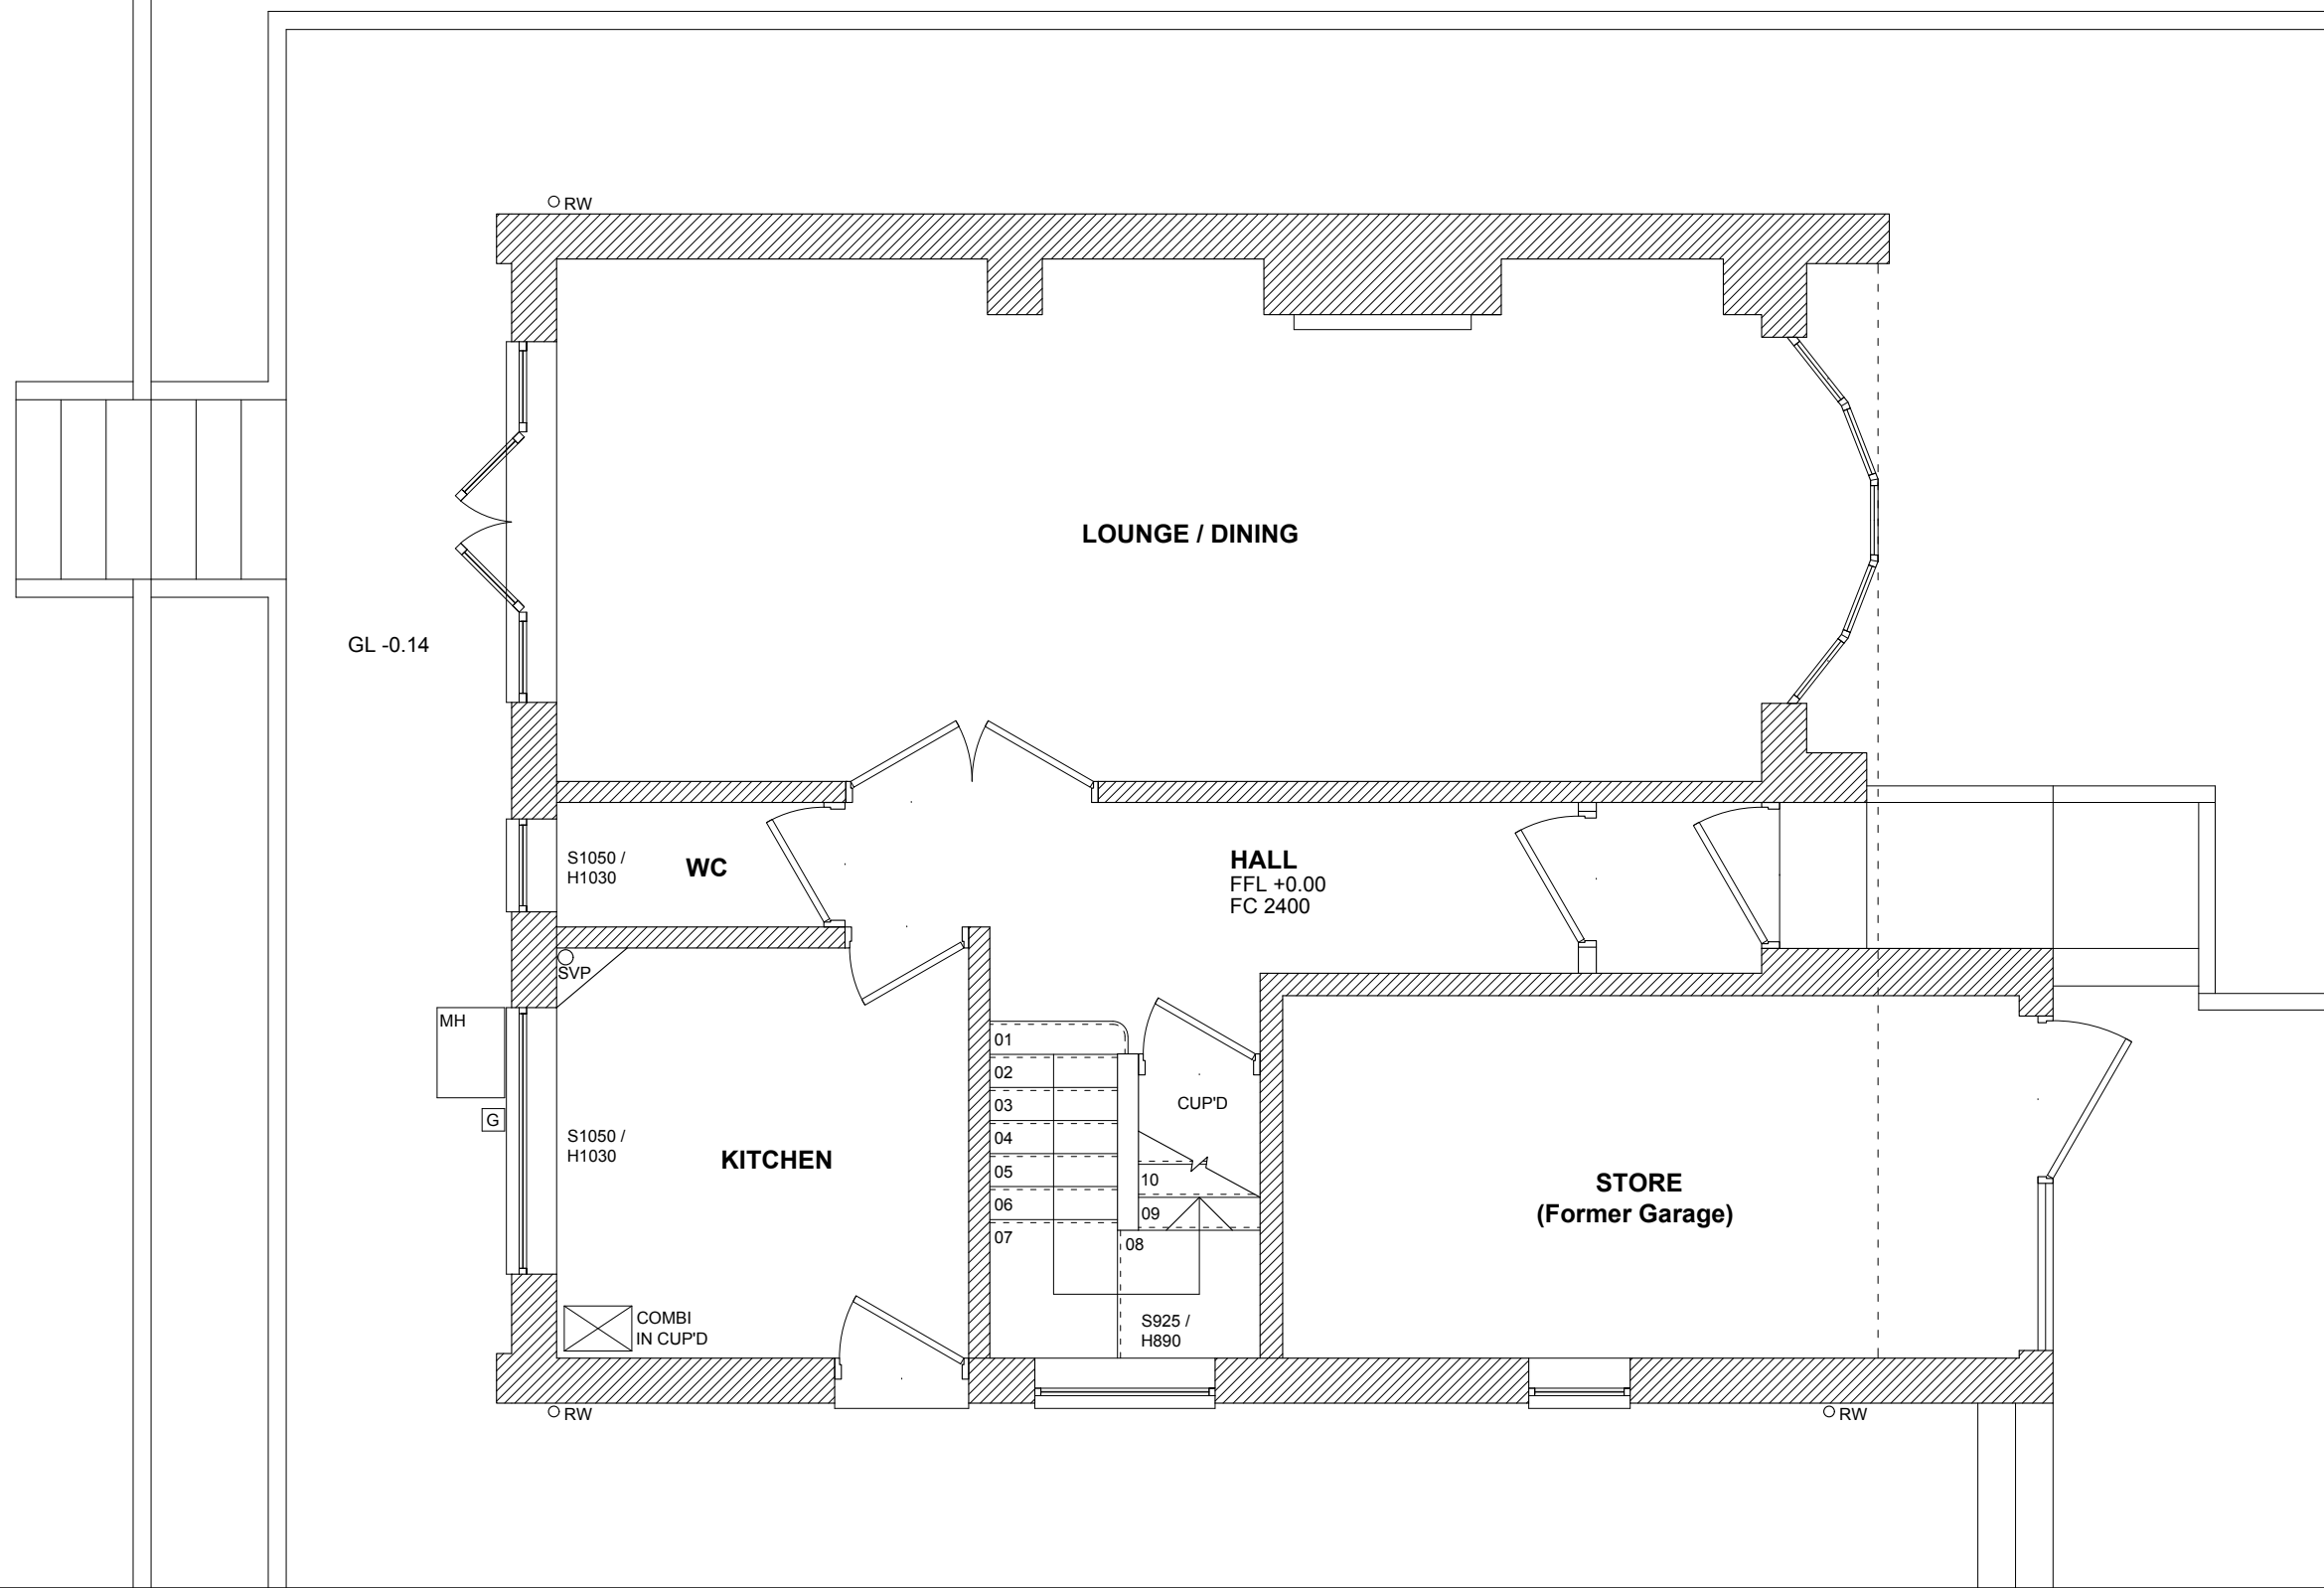 RW
LOUNGE / DINING
GL -0.14
S1050 /
H1030
WC
HALL
FFL +0.00
FC 2400
SVP
MH
G
S1050 /
H1030
KITCHEN
01
02
03
04
05
06
07
CUP'D
10
09
08
STORE
(Former Garage)
COMBI
IN CUP'D
S925 /
H890
RW
RW